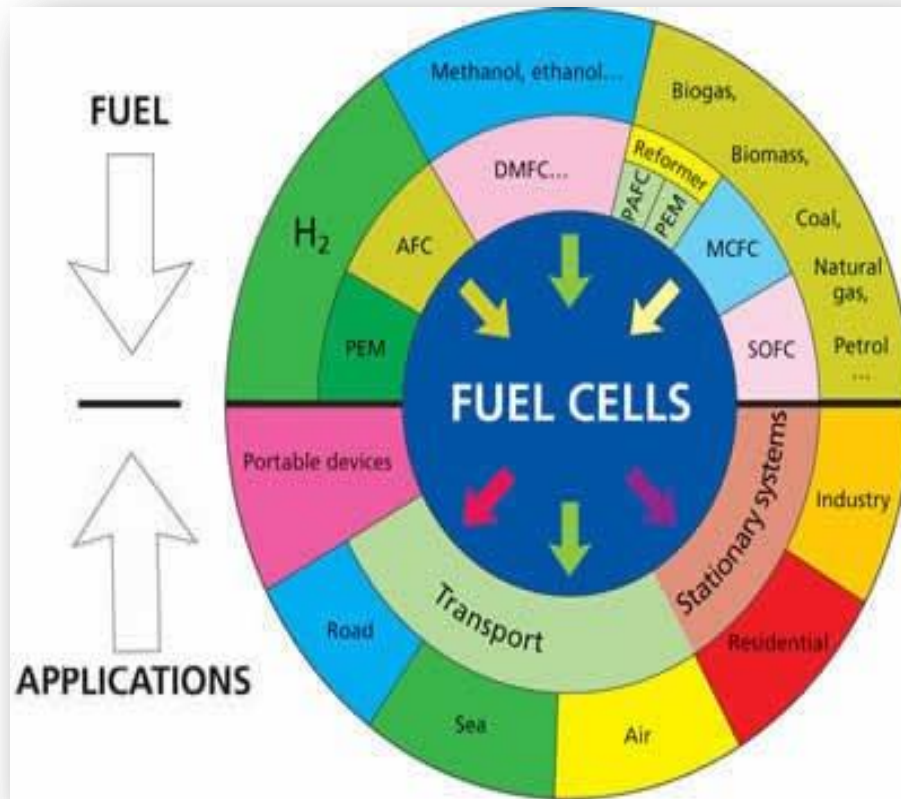 FUEL
Methanol, ethanol...
Biogas,
Biomass,
Coal,
Natural
gas,
Petrol
...
H₂
DMFC...
Reformer
PAFC
PEM
AFC
MCFC
PEM
SOFC
FUEL CELLS
Portable devices
Stationary systems
Industry
Transport
Road
Residential
Sea
Air
APPLICATIONS